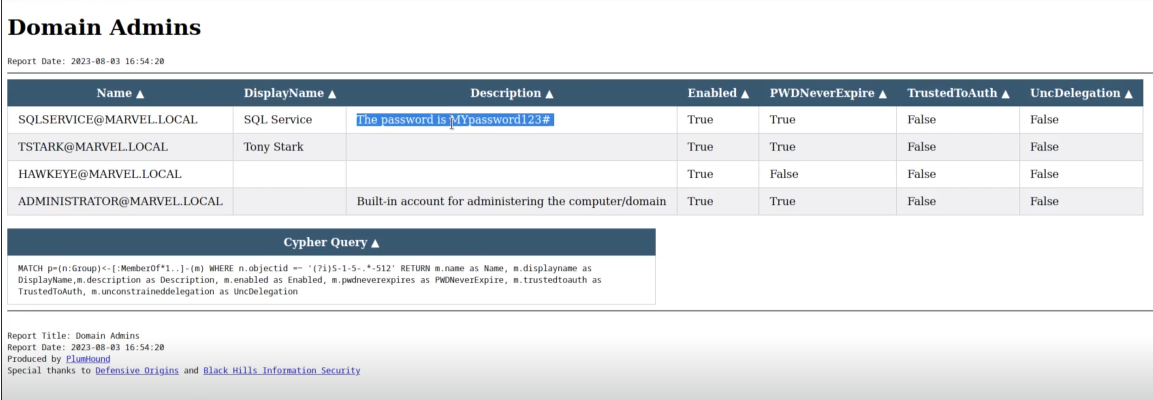 Domain Admins
Report Date: 2023-08-03 16:54:20
Name ▲ DisplayName ▲ Description ▲ Enabled ▲ PWDNeverExpire ▲ TrustedToAuth ▲ UncDelegation ▲
SQLSERVICE@MARVEL.LOCAL SQL Service The password is MYpassword123# True True False False
TSTARK@MARVEL.LOCAL Tony Stark True True False False
HAWKEYE@MARVEL.LOCAL True False False False
ADMINISTRATOR@MARVEL.LOCAL Built-in account for administering the computer/domain True True False False
Cypher Query ▲
MATCH p=(n:Group)<-[:MemberOf*1..]-(m) WHERE n.objectid =~ '(?i)S-1-5-.*-512' RETURN m.name as Name, m.displayname as
DisplayName,m.description as Description, m.enabled as Enabled, m.pwdneverexpires as PWDNeverExpire, m.trustedtoauth as
TrustedToAuth, m.unconstraineddelegation as UncDelegation
Report Title: Domain Admins
Report Date: 2023-08-03 16:54:20
Produced by PlumHound
Special thanks to Defensive Origins and Black Hills Information Security